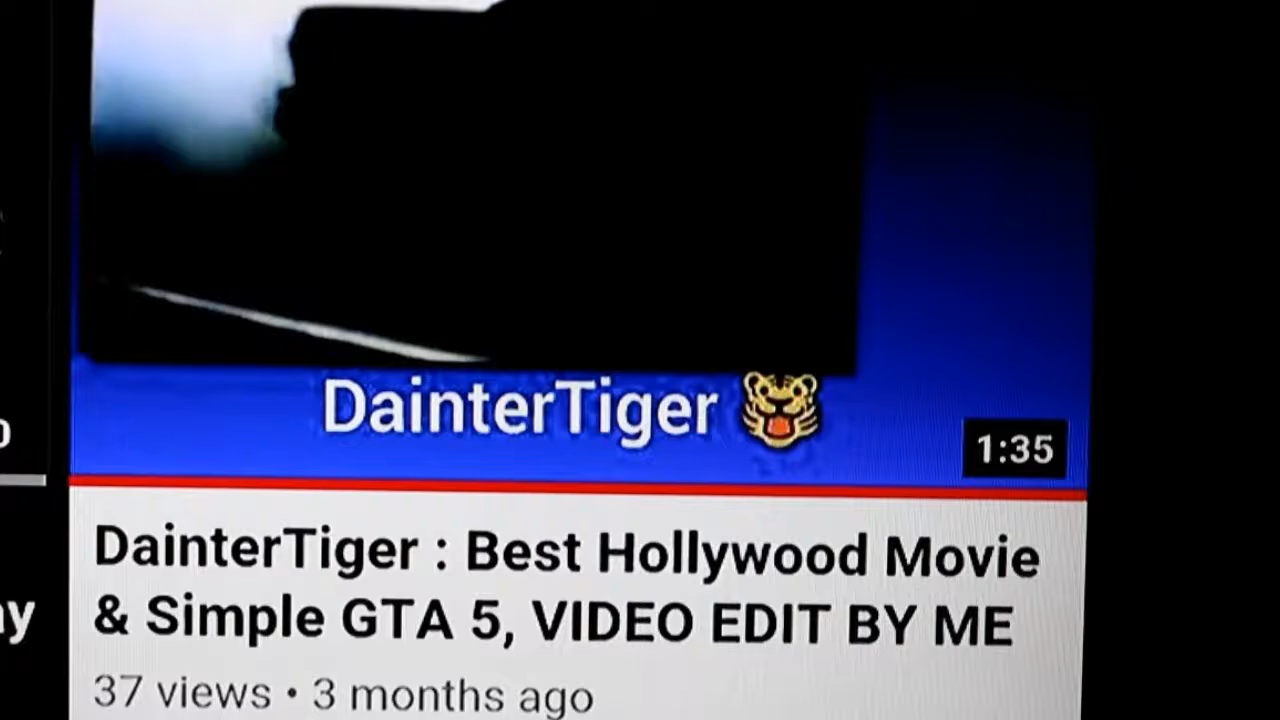 DainterTiger 🐯
1:35
DainterTiger : Best Hollywood Movie
& Simple GTA 5, VIDEO EDIT BY ME
37 views • 3 months ago